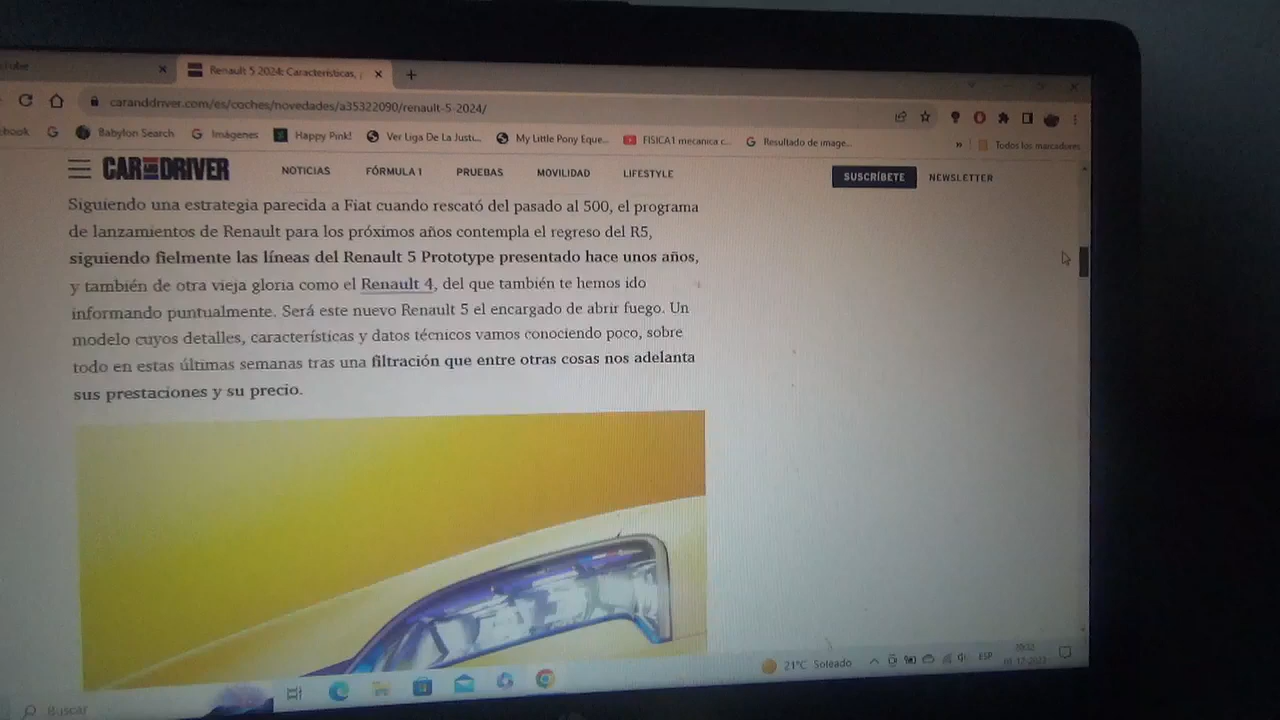 Renault 5 2024: Características,
caranddriver.com/es/coches/novedades/a35322090/renault-5-2024/
Babylon Search Imágenes Happy Pink! Ver Liga De La Justi... My Little Pony Eque... FISICA1 mecanica c... Resultado de image... » Todos los marcadores
CAR AND DRIVER NOTICIAS FÓRMULA 1 PRUEBAS MOVILIDAD LIFESTYLE SUSCRÍBETE NEWSLETTER
Siguiendo una estrategia parecida a Fiat cuando rescató del pasado al 500, el programa
de lanzamientos de Renault para los próximos años contempla el regreso del R5,
siguiendo fielmente las líneas del Renault 5 Prototype presentado hace unos años,
y también de otra vieja gloria como el Renault 4, del que también te hemos ido
informando puntualmente. Será este nuevo Renault 5 el encargado de abrir fuego. Un
modelo cuyos detalles, características y datos técnicos vamos conociendo poco, sobre
todo en estas últimas semanas tras una filtración que entre otras cosas nos adelanta
sus prestaciones y su precio.
21°C Soleado ESP
Buscar